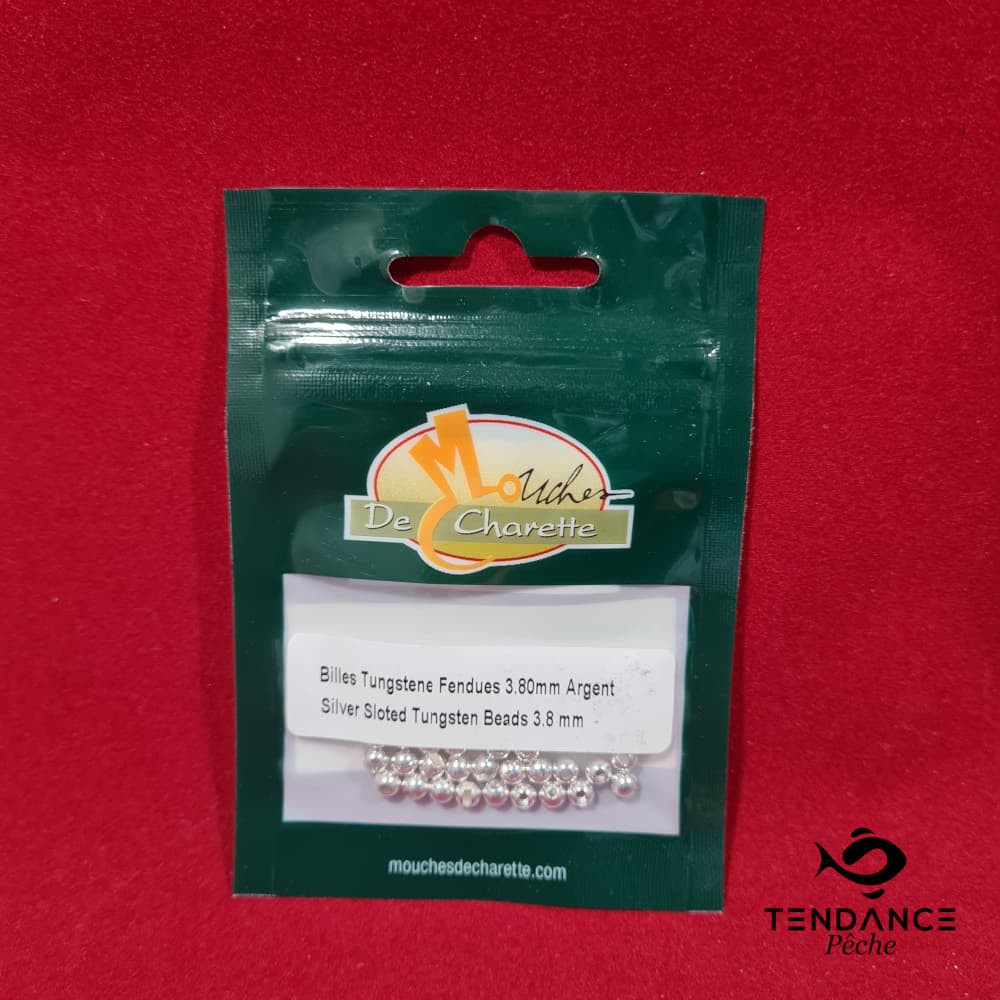 Mouches
De Charette
Billes Tungstene Fendues 3.80mm Argent
Silver Sloted Tungsten Beads 3.8 mm
mouchesdecharette.com
TENDANCE
Pêche